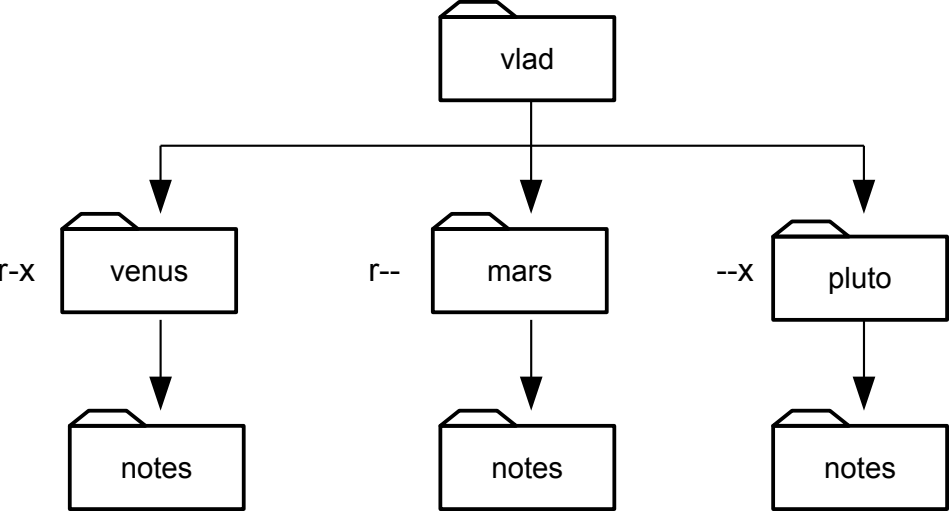 vlad
r-x venus
r-- mars
--x pluto
notes
notes
notes